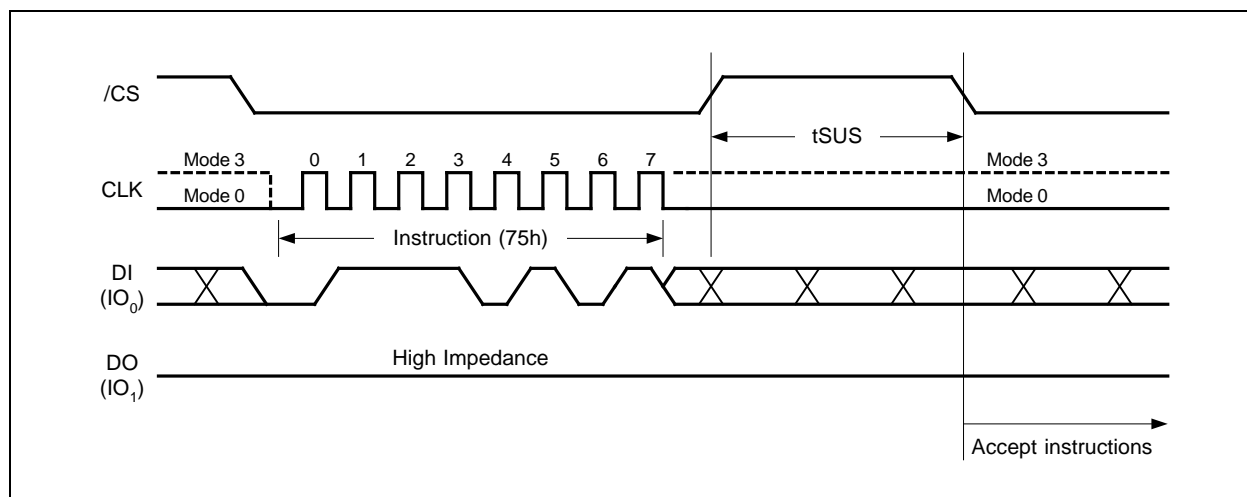 /CS
tSUS
Mode 3 0 1 2 3 4 5 6 7 Mode 3
CLK
Mode 0 Mode 0
Instruction (75h)
DI
(IO0)
High Impedance
DO
(IO1)
Accept instructions